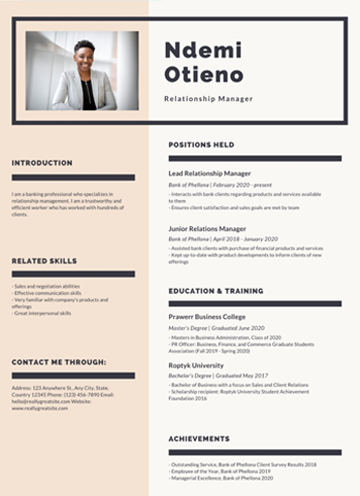 Ndemi
Otieno
Relationship Manager
INTRODUCTION
I am a banking professional who specializes in
relationship management. I am a trustworthy and
efficient worker who has worked with hundreds of
clients.
RELATED SKILLS
- Sales and negotiation abilities
- Effective communication skills
- Very familiar with company's products and
offerings
- Great interpersonal skills
CONTACT ME THROUGH:
Address: 123 Anywhere St., Any City, State,
Country 12345 Phone: (123) 456-7890 Email:
hello@reallygreatsite.com Website:
www.reallygreatsite.com
POSITIONS HELD
Lead Relationship Manager
Bank of Phellona | February 2020 - present
- Interacts with bank clients regarding products and services available
to them
- Ensures client satisfaction and sales goals are met by team
Junior Relations Manager
Bank of Phellona | April 2018 - January 2020
- Assisted bank clients with purchase of financial products and services
- Kept up-to-date with product developments to inform clients of new
offerings
EDUCATION & TRAINING
Prawerr Business College
Master's Degree | Graduated June 2020
- Masters in Business Administration, Class of 2020
- PR Officer: Business, Finance, and Commerce Graduate Students
Association (Fall 2019 - Spring 2020)
Roptyk University
Bachelor's Degree | Graduated May 2017
- Bachelor of Business with a focus on Sales and Client Relations
- Scholarship recipient: Roptyk University Student Achievement
Foundation 2016
ACHIEVEMENTS
- Outstanding Service, Bank of Phellona Client Survey Results 2018
- Employee of the Year, Bank of Phellona 2019
- Managerial Excellence, Bank of Phellona 2020